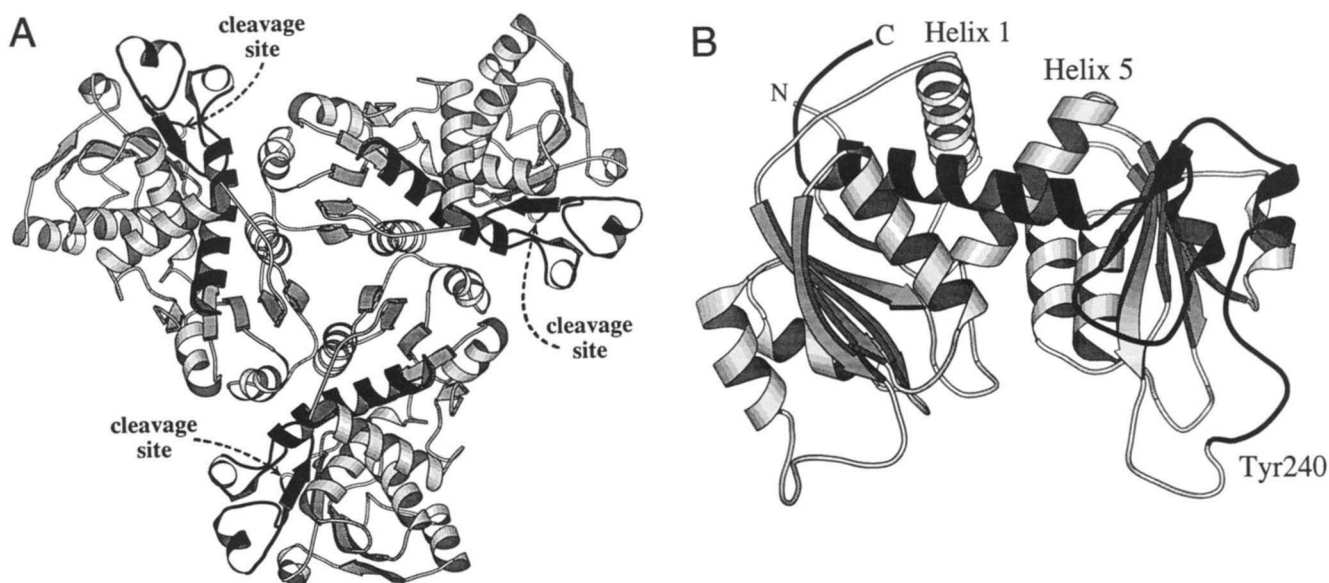 A
cleavage
site
cleavage
site
cleavage
site
B
C
Helix 1
N
Helix 5
Tyr240